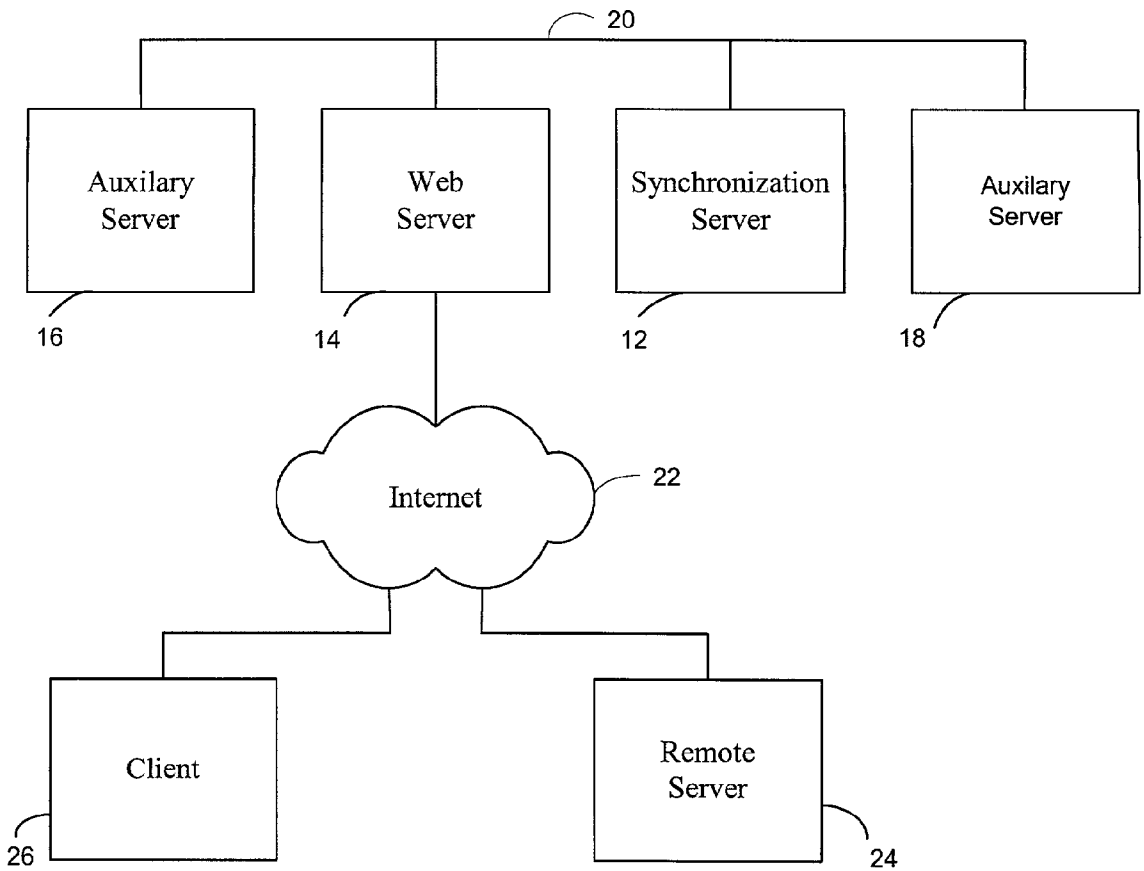 20
Auxilary
Server
Web
Server
Synchronization
Server
Auxilary
Server
16
14
12
18
Internet
22
Client
Remote
Server
26
24